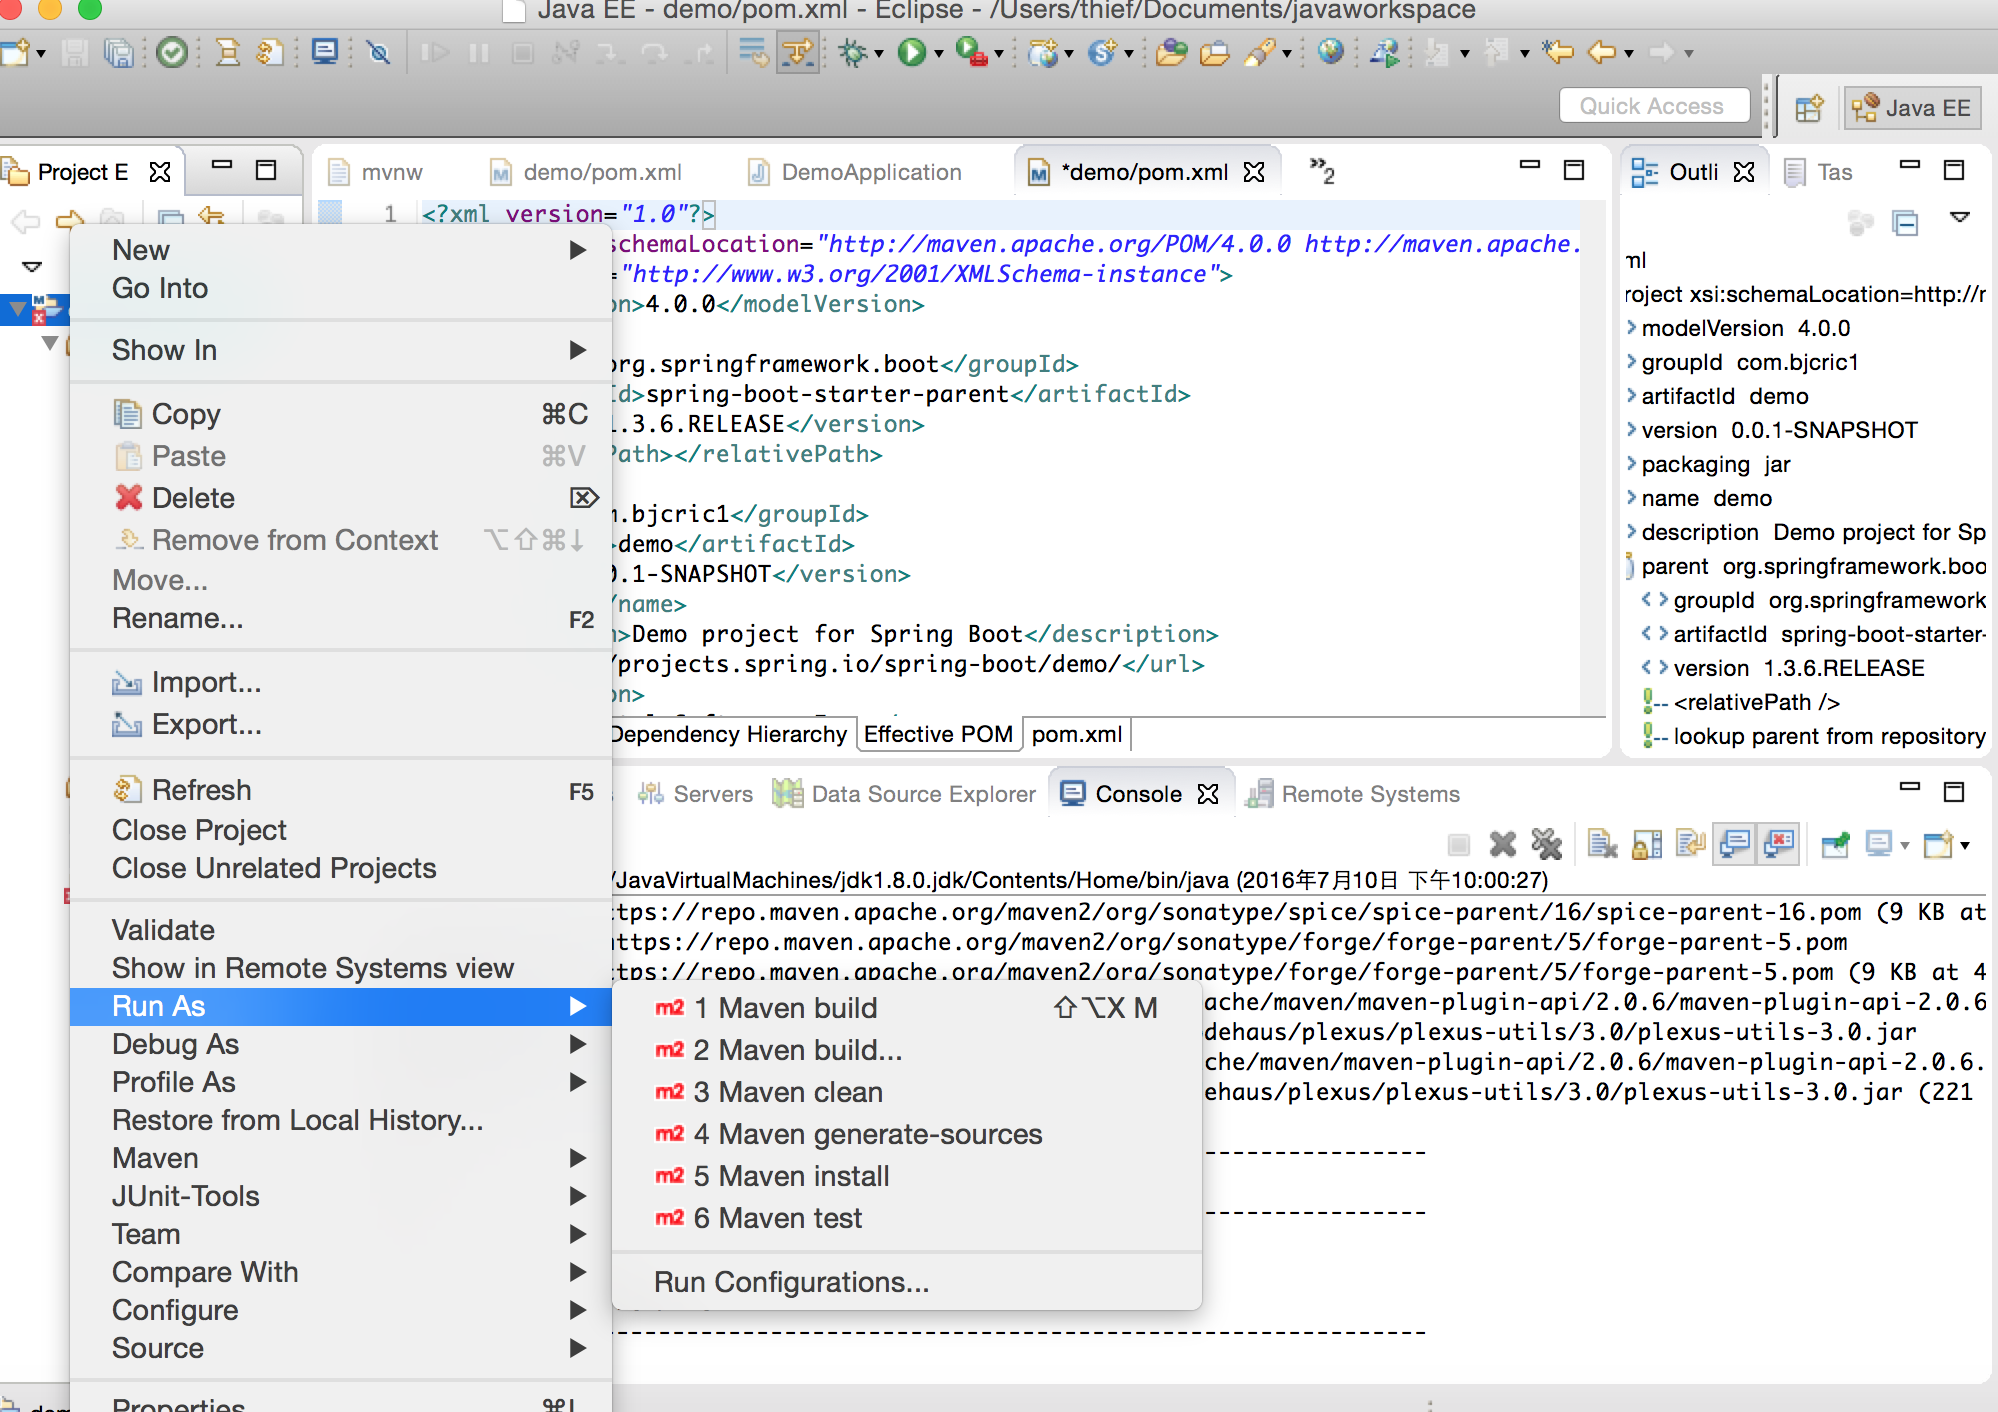 Java EE - demo/pom.xml - Eclipse - /Users/thief/Documents/javaworkspace
Quick Access
Java EE
Project E
mvnw
demo/pom.xml
DemoApplication
*demo/pom.xml
»2
Outli
Tas
1 <?xml version="1.0"?>
schemaLocation="http://maven.apache.org/POM/4.0.0 http://maven.apache.
="http://www.w3.org/2001/XMLSchema-instance">
on>4.0.0</modelVersion>
org.springframework.boot</groupId>
Id>spring-boot-starter-parent</artifactId>
1.3.6.RELEASE</version>
Path></relativePath>
m.bjcric1</groupId>
>demo</artifactId>
0.1-SNAPSHOT</version>
/name>
n>Demo project for Spring Boot</description>
/projects.spring.io/spring-boot/demo/</url>
on>
Dependency Hierarchy
Effective POM
pom.xml
ml
roject xsi:schemaLocation=http://r
modelVersion 4.0.0
groupId com.bjcric1
artifactId demo
version 0.0.1-SNAPSHOT
packaging jar
name demo
description Demo project for Sp
parent org.springframework.boo
<> groupId org.springframework
<> artifactId spring-boot-starter-
<> version 1.3.6.RELEASE
<relativePath />
lookup parent from repository
New
Go Into
Show In
Copy ⌘C
Paste ⌘V
Delete ⌦
Remove from Context ⌥⇧⌘↓
Move...
Rename... F2
Import...
Export...
Refresh F5
Close Project
Close Unrelated Projects
Validate
Show in Remote Systems view
Run As
Debug As
Profile As
Restore from Local History...
Maven
JUnit-Tools
Team
Compare With
Configure
Source
Properties ⌘I
m2 1 Maven build ⇧⌥X M
m2 2 Maven build...
m2 3 Maven clean
m2 4 Maven generate-sources
m2 5 Maven install
m2 6 Maven test
Run Configurations...
Servers
Data Source Explorer
Console
Remote Systems
/JavaVirtualMachines/jdk1.8.0.jdk/Contents/Home/bin/java (2016年7月10日 下午10:00:27)
ttps://repo.maven.apache.org/maven2/org/sonatype/spice/spice-parent/16/spice-parent-16.pom (9 KB at
https://repo.maven.apache.org/maven2/org/sonatype/forge/forge-parent/5/forge-parent-5.pom
ttps://repo.maven.apache.org/maven2/org/sonatype/forge/forge-parent/5/forge-parent-5.pom (9 KB at 4
ache/maven/maven-plugin-api/2.0.6/maven-plugin-api-2.0.6
odehaus/plexus/plexus-utils/3.0/plexus-utils-3.0.jar
che/maven/maven-plugin-api/2.0.6/maven-plugin-api-2.0.6.
ehaus/plexus/plexus-utils/3.0/plexus-utils-3.0.jar (221
----------------
----------------
-----------------------------------------------------------